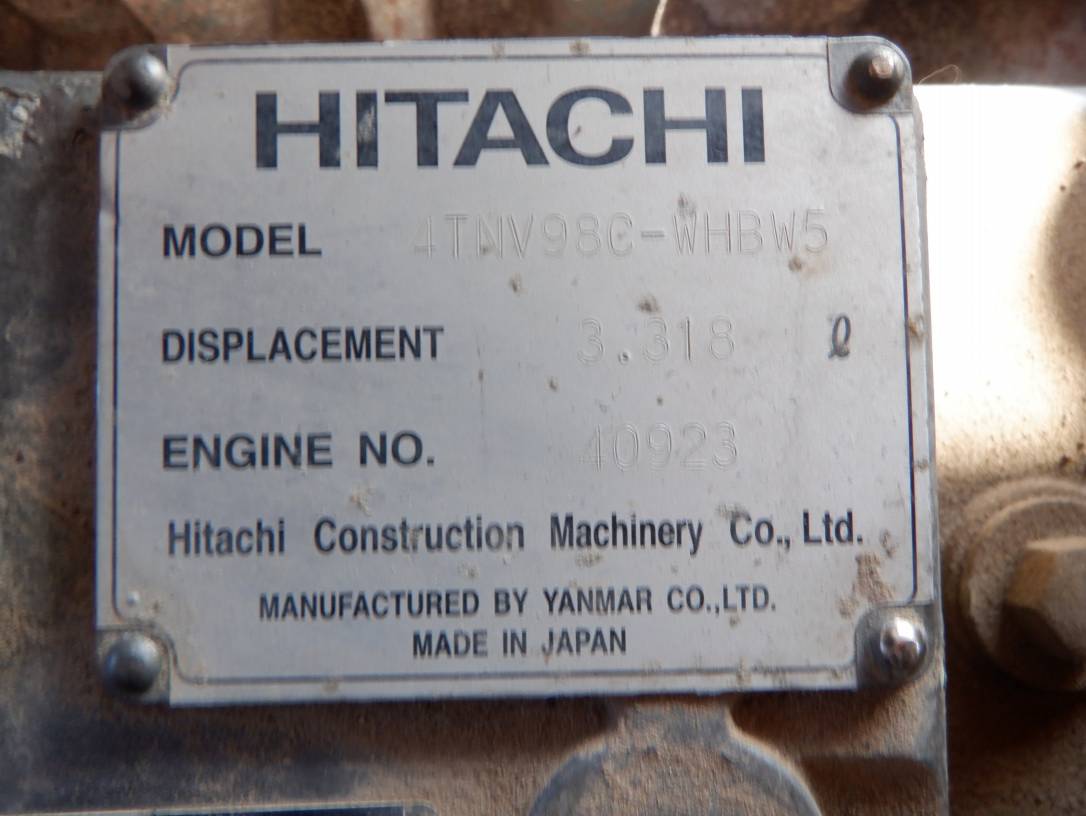 HITACHI
MODEL 4TNV98C-WHBW5
DISPLACEMENT 3.318 ℓ
ENGINE NO. 40923
Hitachi Construction Machinery Co., Ltd.
MANUFACTURED BY YANMAR CO.,LTD.
MADE IN JAPAN